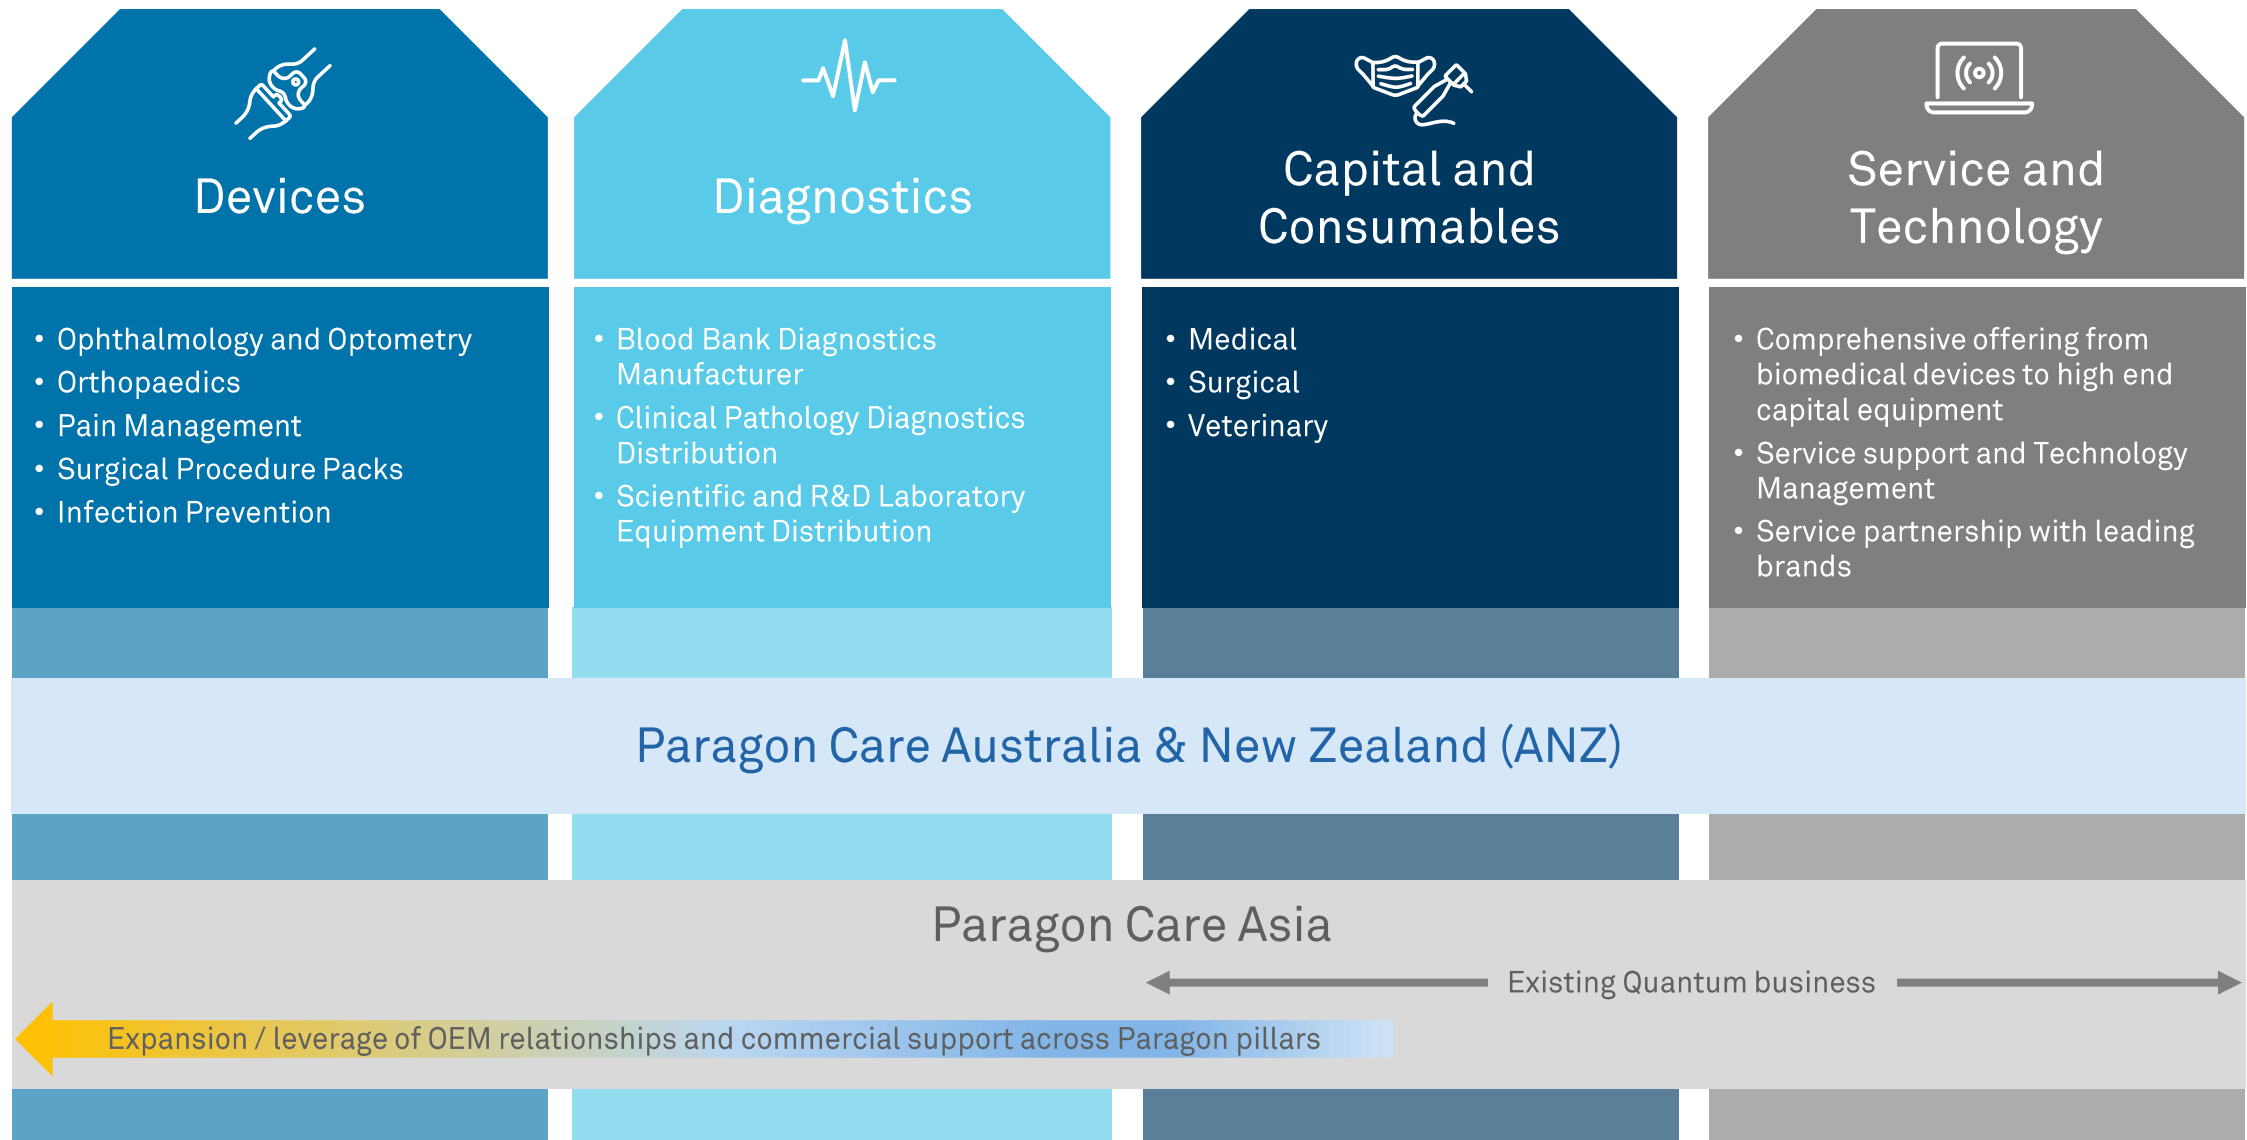 Devices
Diagnostics
Capital and
Consumables
Service and
Technology
• Ophthalmology and Optometry
• Orthopaedics
• Pain Management
• Surgical Procedure Packs
• Infection Prevention
• Blood Bank Diagnostics
Manufacturer
• Clinical Pathology Diagnostics
Distribution
• Scientific and R&D Laboratory
Equipment Distribution
• Medical
• Surgical
• Veterinary
• Comprehensive offering from
biomedical devices to high end
capital equipment
• Service support and Technology
Management
• Service partnership with leading
brands
Paragon Care Australia & New Zealand (ANZ)
Paragon Care Asia
Existing Quantum business
Expansion / leverage of OEM relationships and commercial support across Paragon pillars